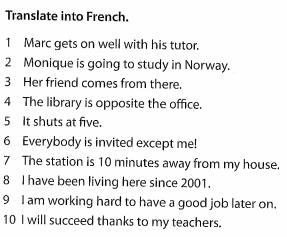 Translate into French.
1 Marc gets on well with his tutor.
2 Monique is going to study in Norway.
3 Her friend comes from there.
4 The library is opposite the office.
5 It shuts at five.
6 Everybody is invited except me!
7 The station is 10 minutes away from my house.
8 I have been living here since 2001.
9 I am working hard to have a good job later on.
10 I will succeed thanks to my teachers.